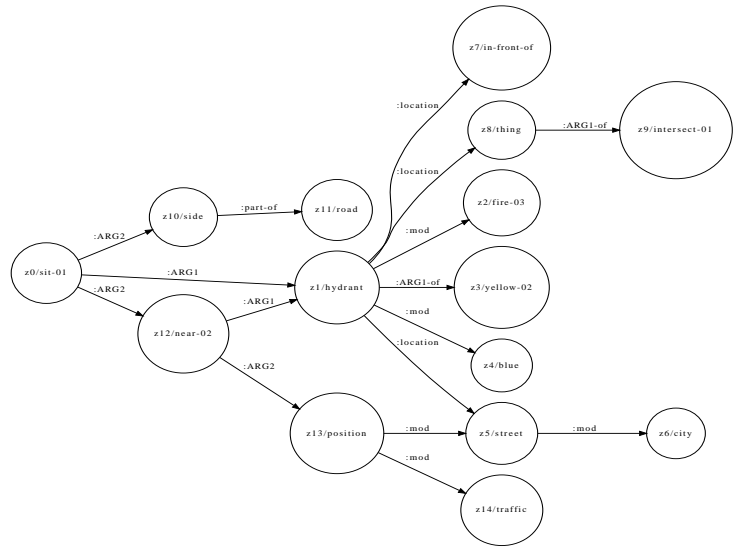 z7/in-front-of
:location
z8/thing
:ARG1-of
z9/intersect-01
:location
z2/fire-03
z10/side
:part-of
z11/road
:mod
:ARG2
z0/sit-01
:ARG1
z1/hydrant
:ARG1-of
z3/yellow-02
:ARG2
:ARG1
:mod
z12/near-02
:location
z4/blue
:ARG2
z13/position
:mod
z5/street
:mod
z6/city
:mod
z14/traffic